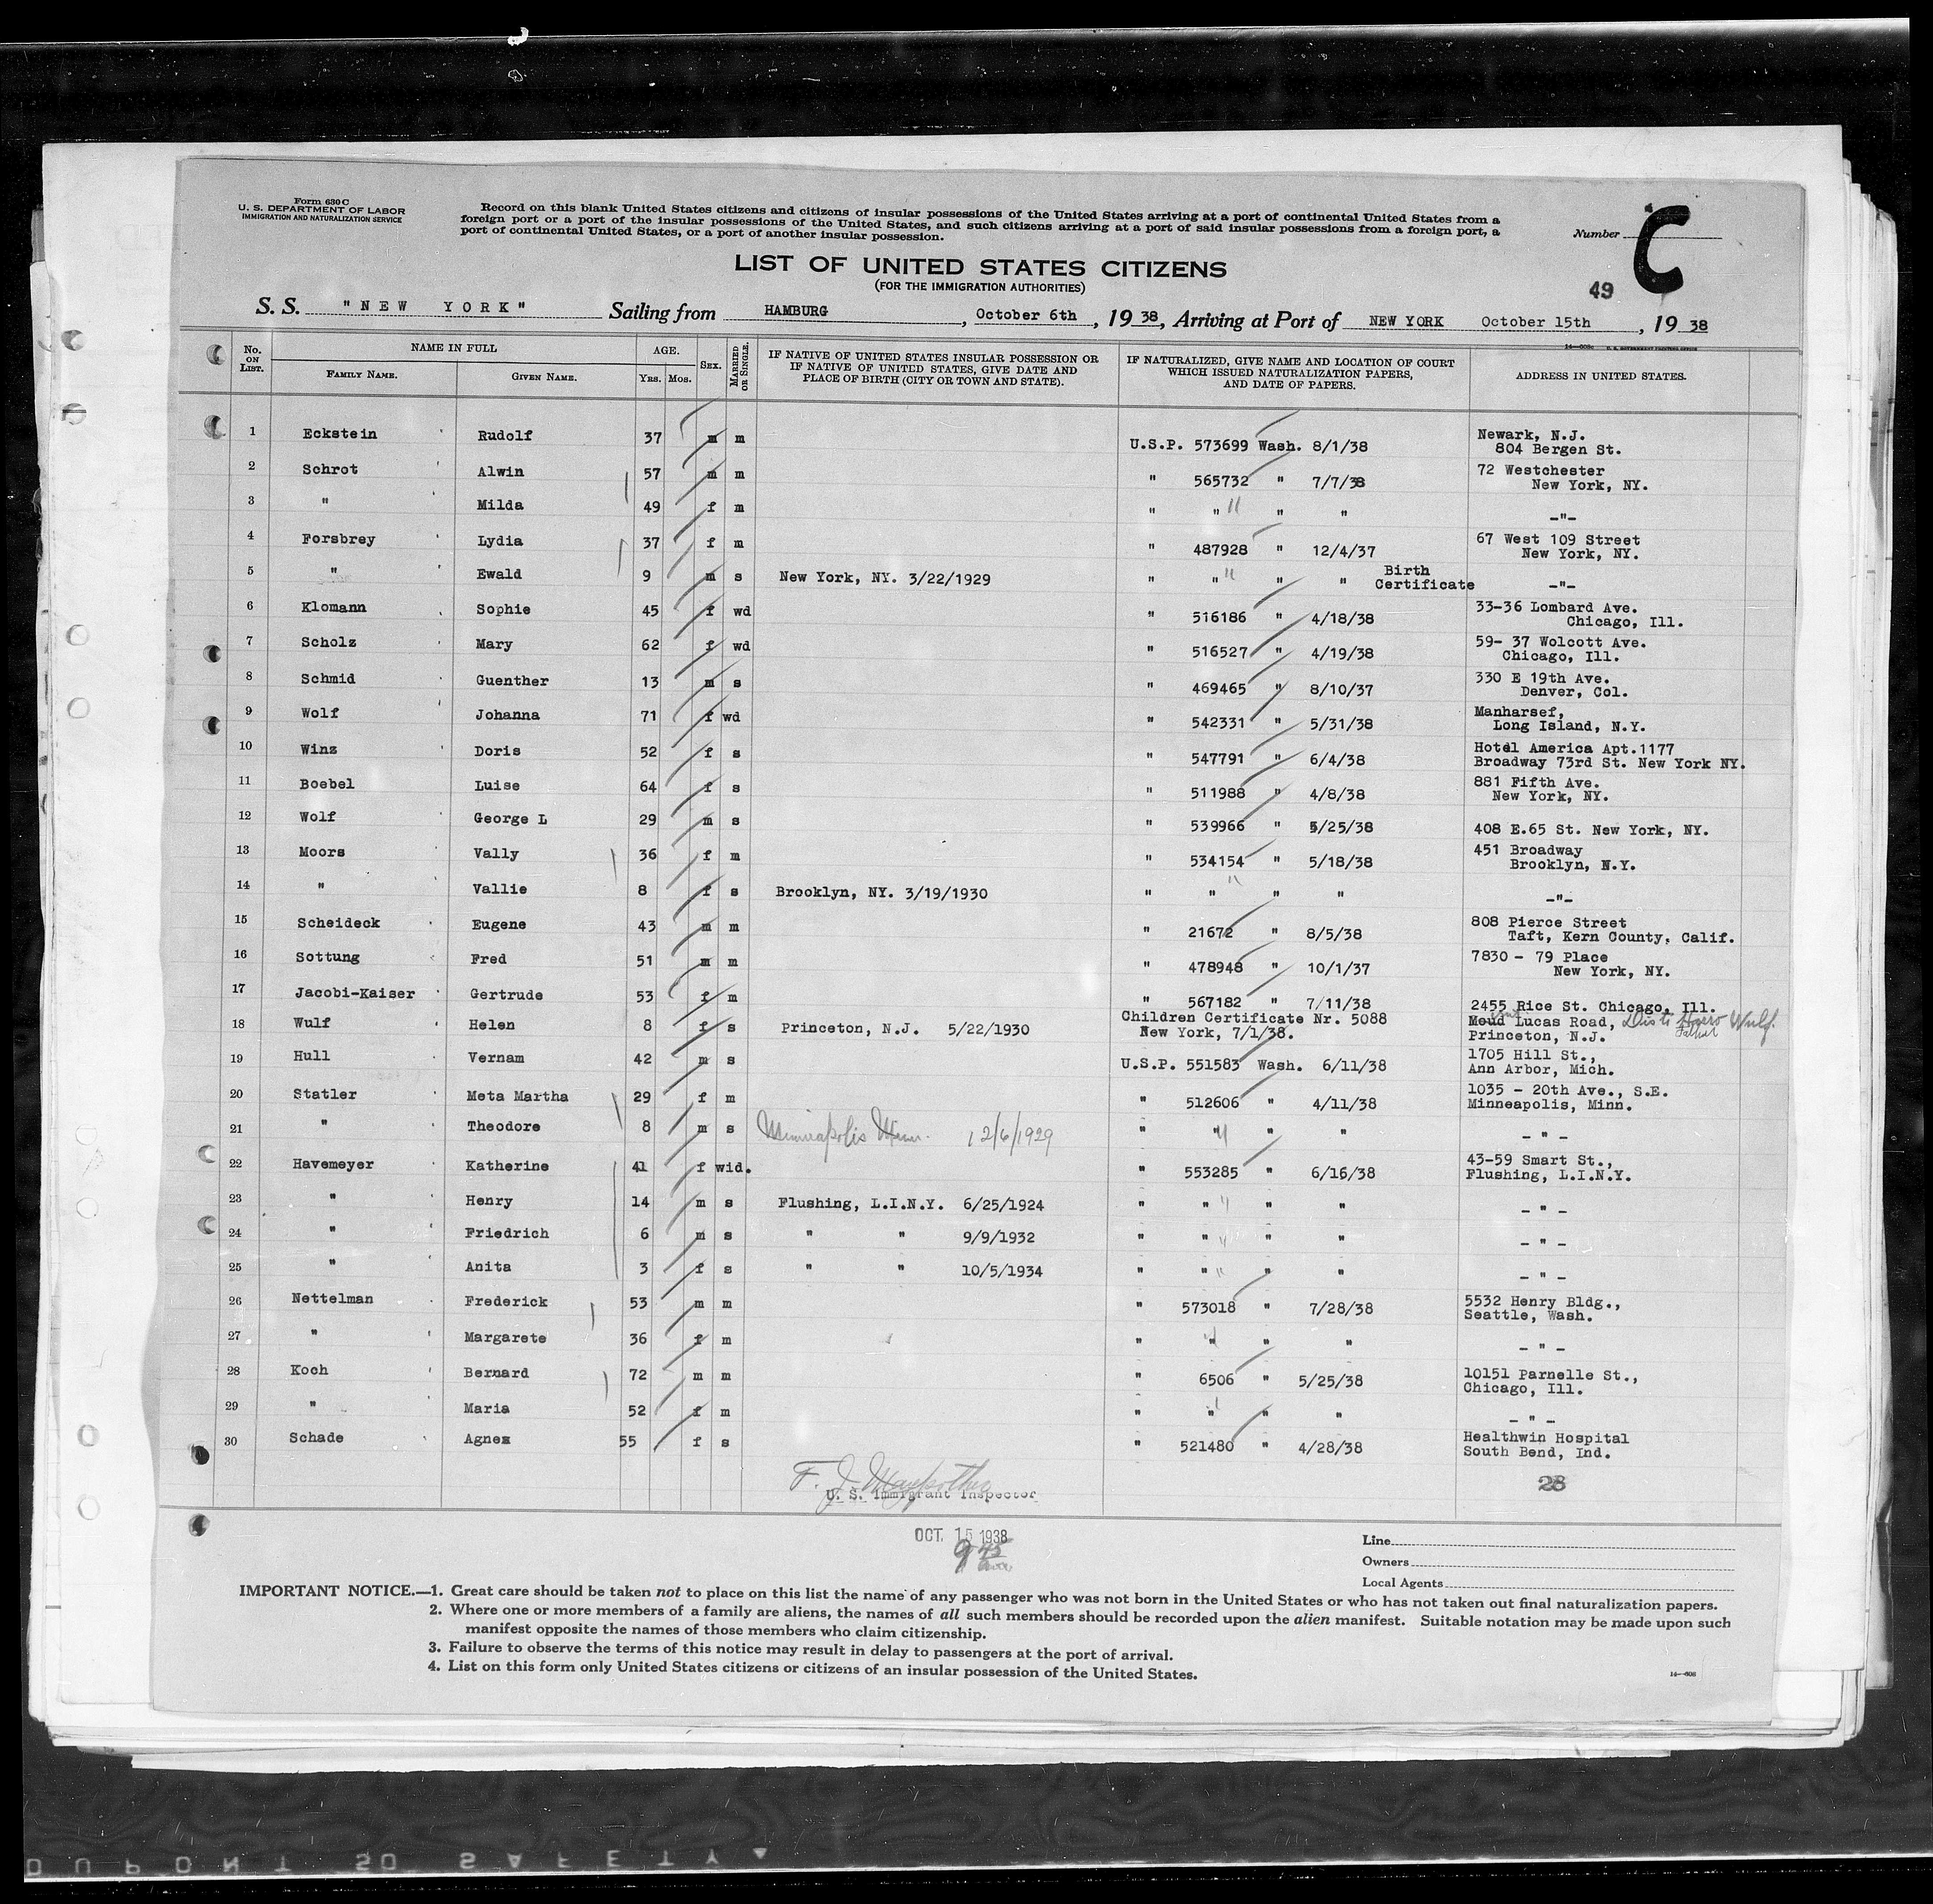 Form 630 C
U. S. DEPARTMENT OF LABOR
IMMIGRATION AND NATURALIZATION SERVICE
Record on this blank United States citizens and citizens of insular possessions of the United States arriving at a port of continental United States from a
foreign port or a port of the insular possessions of the United States, and such citizens arriving at a port of said insular possessions from a foreign port, a
port of continental United States, or a port of another insular possession.
Number C
LIST OF UNITED STATES CITIZENS
(FOR THE IMMIGRATION AUTHORITIES)
49
S. S. "NEW YORK" Sailing from HAMBURG, October 6th, 1938, Arriving at Port of NEW YORK October 15th, 1938
No. ON LIST. NAME IN FULL FAMILY NAME. GIVEN NAME. AGE. YRS. MOS. SEX. MARRIED OR SINGLE. IF NATIVE OF UNITED STATES INSULAR POSSESSION OR IF NATIVE OF UNITED STATES, GIVE DATE AND PLACE OF BIRTH (CITY OR TOWN AND STATE). IF NATURALIZED, GIVE NAME AND LOCATION OF COURT WHICH ISSUED NATURALIZATION PAPERS, AND DATE OF PAPERS. ADDRESS IN UNITED STATES.
1 Eckstein Rudolf 37 m m U.S.P. 573699 Wash. 8/1/38 Newark, N.J. 804 Bergen St.
2 Schrot Alwin 57 m m " 565732 " 7/7/38 72 Westchester New York, NY.
3 " Milda 49 f m " " " " -"-
4 Forsbrey Lydia 37 f m " 487928 " 12/4/37 67 West 109 Street New York, NY.
5 " Ewald 9 m s New York, NY. 3/22/1929 " " " " Birth Certificate -"-
6 Klomann Sophie 45 f wd " 516186 " 4/18/38 33-36 Lombard Ave. Chicago, Ill.
7 Scholz Mary 62 f wd " 516527 " 4/19/38 59- 37 Wolcott Ave. Chicago, Ill.
8 Schmid Guenther 13 m s " 469465 " 8/10/37 330 E 19th Ave. Denver, Col.
9 Wolf Johanna 71 f wd " 542331 " 5/31/38 Manharsef, Long Island, N.Y.
10 Winz Doris 52 f s " 547791 " 6/4/38 Hotel America Apt.1177 Broadway 73rd St. New York NY.
11 Boebel Luise 64 f s " 511988 " 4/8/38 881 Fifth Ave. New York, NY.
12 Wolf George L 29 m s " 539966 " 5/25/38 408 E.65 St. New York, NY.
13 Moors Vally 36 f m " 534154 " 5/18/38 451 Broadway Brooklyn, N.Y.
14 " Vallie 8 f s Brooklyn, NY. 3/19/1930 " " " " -"-
15 Scheideck Eugene 43 m m " 21672 " 8/5/38 808 Pierce Street Taft, Kern County, Calif.
16 Sottung Fred 51 m m " 478948 " 10/1/37 7830 - 79 Place New York, NY.
17 Jacobi-Kaiser Gertrude 53 f m " 567182 " 7/11/38 2455 Rice St. Chicago, Ill.
18 Wulf Helen 8 f s Princeton, N.J. 5/22/1930 Children Certificate Nr. 5088 New York, 7/1/38. Moud Lucas Road, Princeton, N.J. Wulf. Father
19 Hull Vernam 42 m s U.S.P. 551583 Wash. 6/11/38 1705 Hill St., Ann Arbor, Mich.
20 Statler Meta Martha 29 f m " 512606 " 4/11/38 1035 - 20th Ave., S.E. Minneapolis, Minn.
21 " Theodore 8 m s Minneapolis Minn. 12/6/1929 " " " " - " -
22 Havemeyer Katherine 41 f wid. " 553285 " 6/16/38 43-59 Smart St., Flushing, L.I.N.Y.
23 " Henry 14 m s Flushing, L.I.N.Y. 6/25/1924 " " " " - " -
24 " Friedrich 6 m s " " 9/9/1932 " " " " - " -
25 " Anita 3 f s " " 10/5/1934 " " " " - " -
26 Nettelman Frederick 53 m m " 573018 " 7/28/38 5532 Henry Bldg., Seattle, Wash.
27 " Margarete 36 f m " " " " - " -
28 Koch Bernard 72 m m " 6506 " 5/25/38 10151 Parnelle St., Chicago, Ill.
29 " Maria 52 f m " " " " - " -
30 Schade Agnes 55 f s " 521480 " 4/28/38 Healthwin Hospital South Bend, Ind.
28
U. S. Immigrant Inspector
OCT. 15 1938
9 45
Line
Owners
Local Agents
IMPORTANT NOTICE.—1. Great care should be taken not to place on this list the name of any passenger who was not born in the United States or who has not taken out final naturalization papers.
2. Where one or more members of a family are aliens, the names of all such members should be recorded upon the alien manifest. Suitable notation may be made upon such
manifest opposite the names of those members who claim citizenship.
3. Failure to observe the terms of this notice may result in delay to passengers at the port of arrival.
4. List on this form only United States citizens or citizens of an insular possession of the United States.
14-608
DUPONT 50 SAFETY